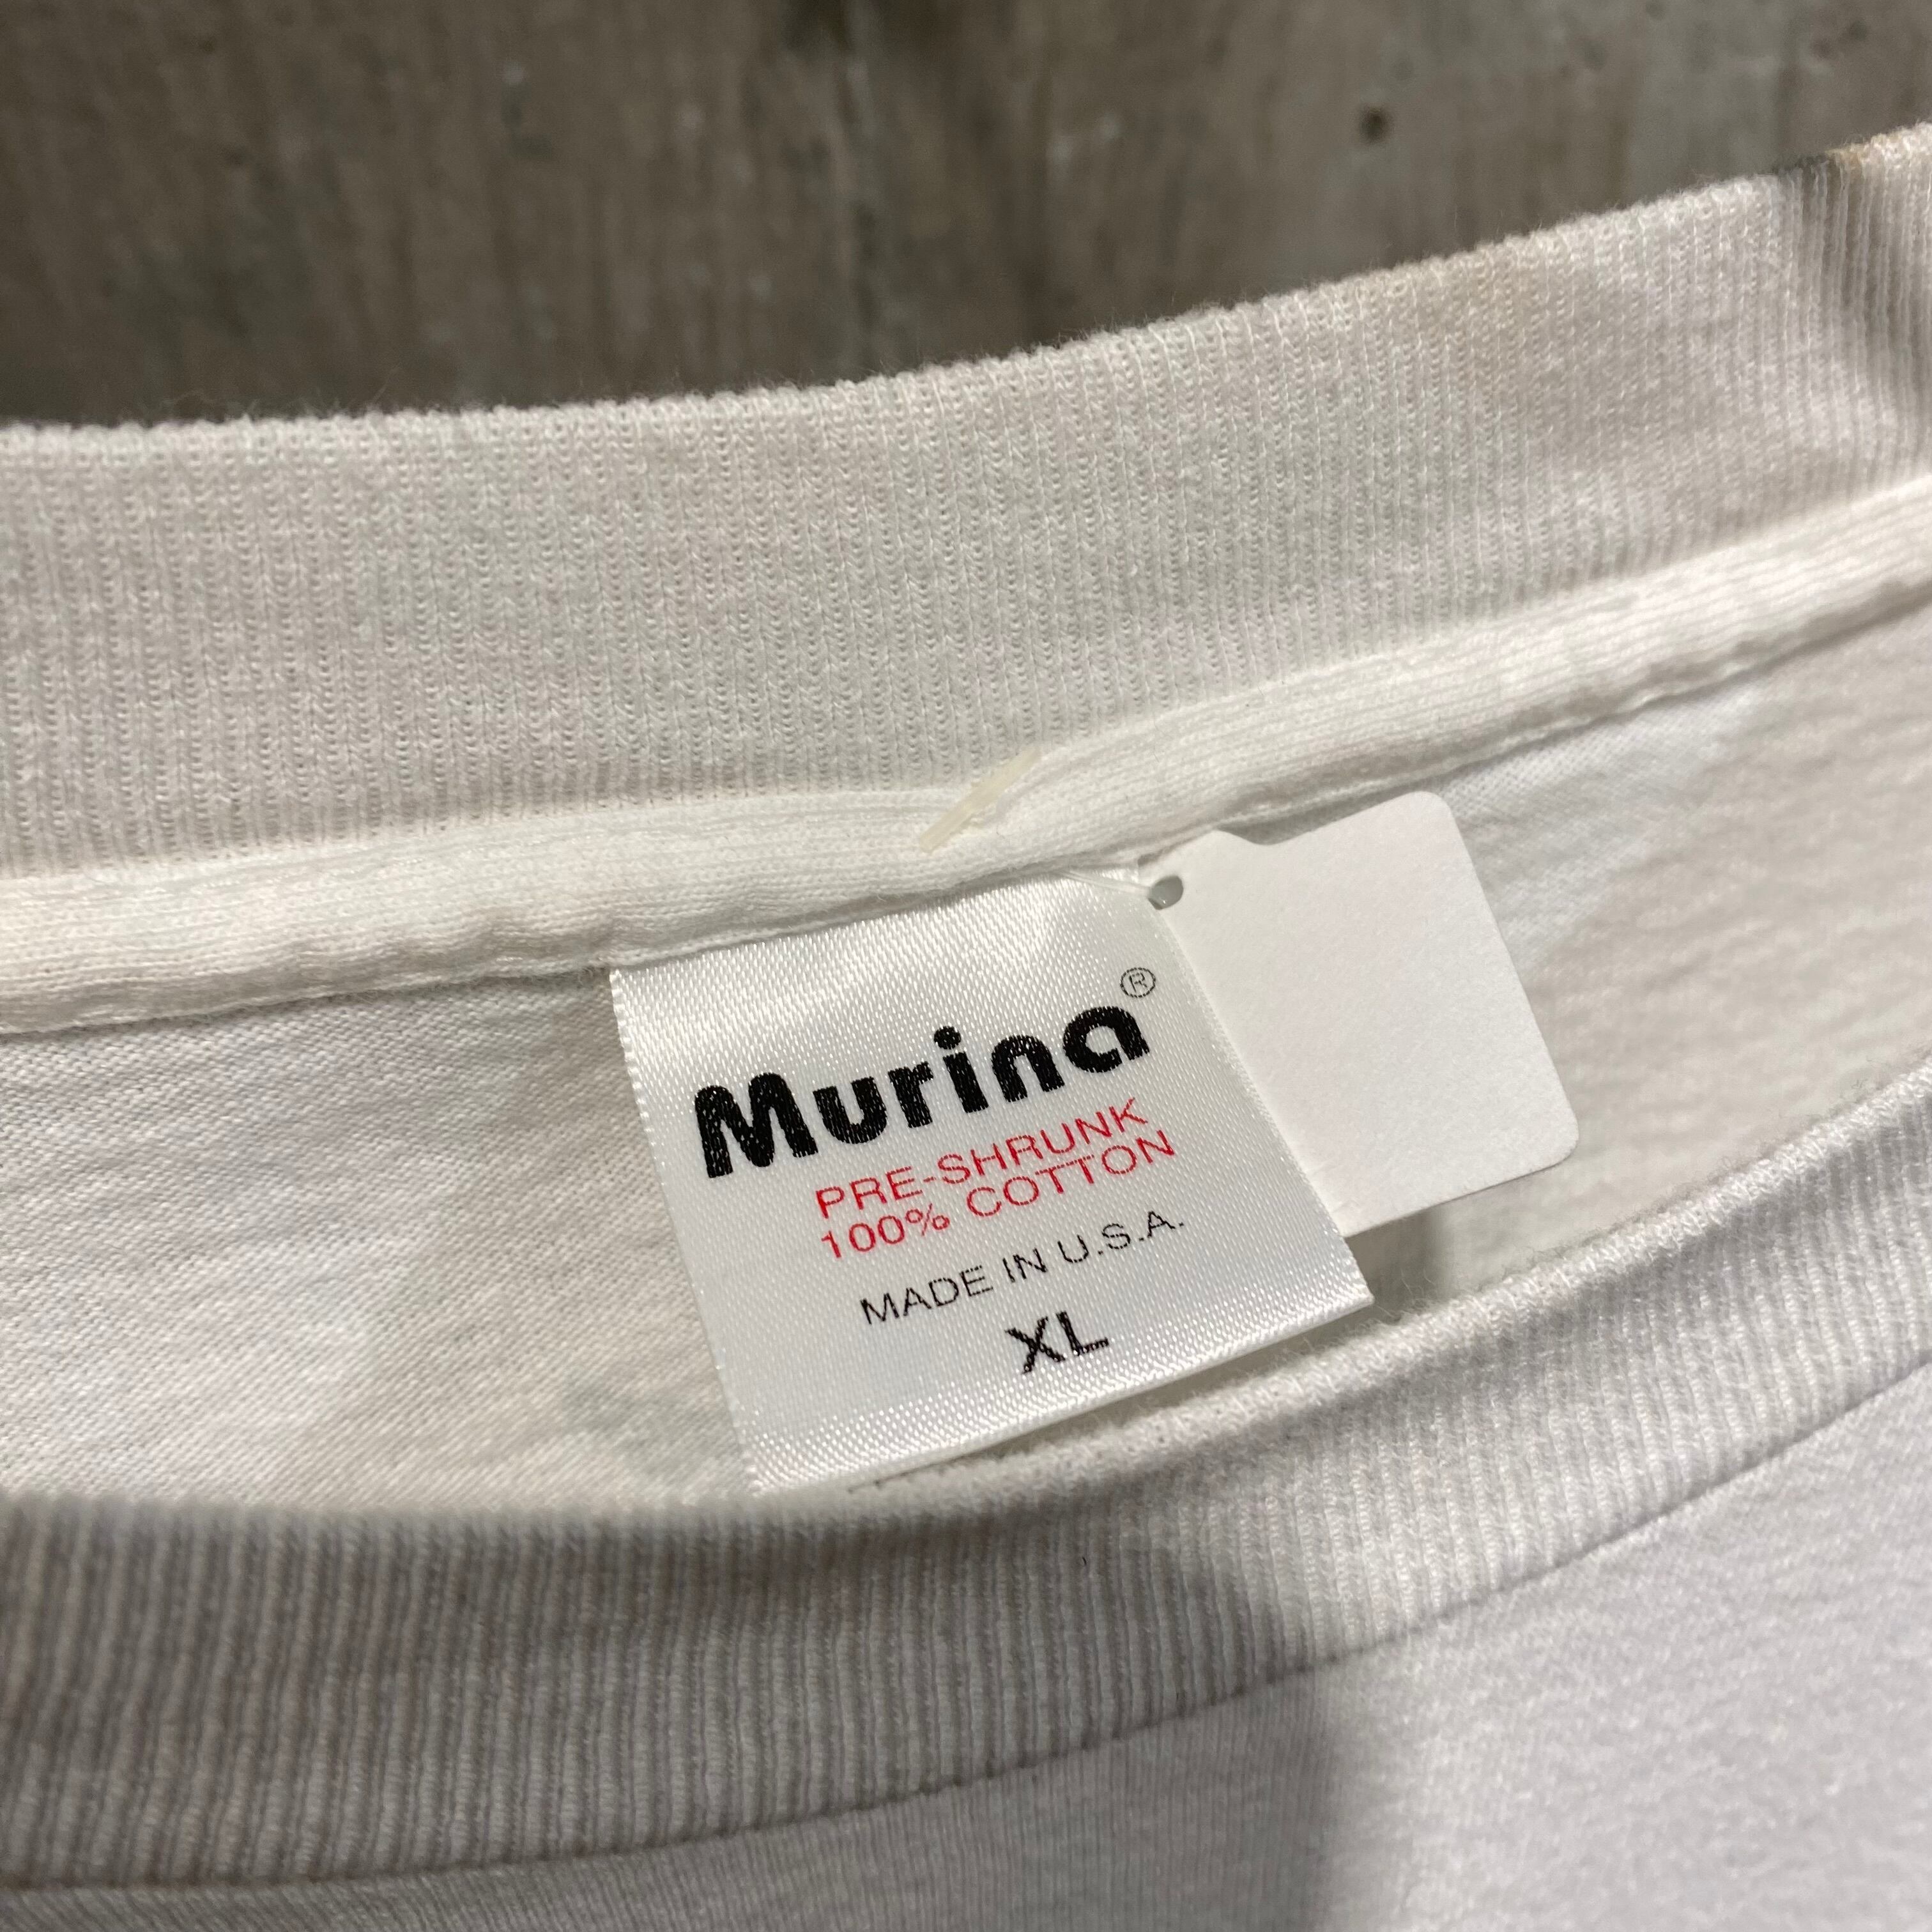 Murina®
PRE-SHRUNK
100% COTTON
MADE IN U.S.A.
XL